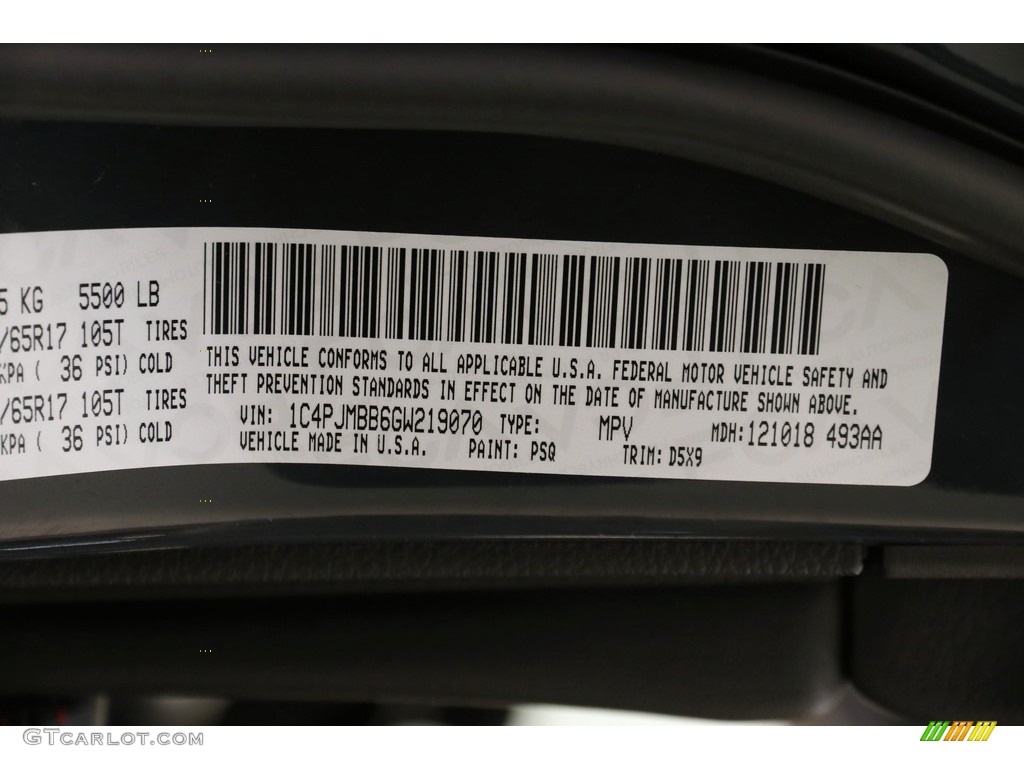 5 KG 5500 LB
/65R17 105T TIRES
KPA ( 36 PSI) COLD
/65R17 105T TIRES
KPA ( 36 PSI) COLD
THIS VEHICLE CONFORMS TO ALL APPLICABLE U.S.A. FEDERAL MOTOR VEHICLE SAFETY AND
THEFT PREVENTION STANDARDS IN EFFECT ON THE DATE OF MANUFACTURE SHOWN ABOVE.
VIN: 1C4PJMBB6GW219070 TYPE: MPV MDH:121018 493AA
VEHICLE MADE IN U.S.A. PAINT: PSQ TRIM: D5X9
GTCARLOT.COM